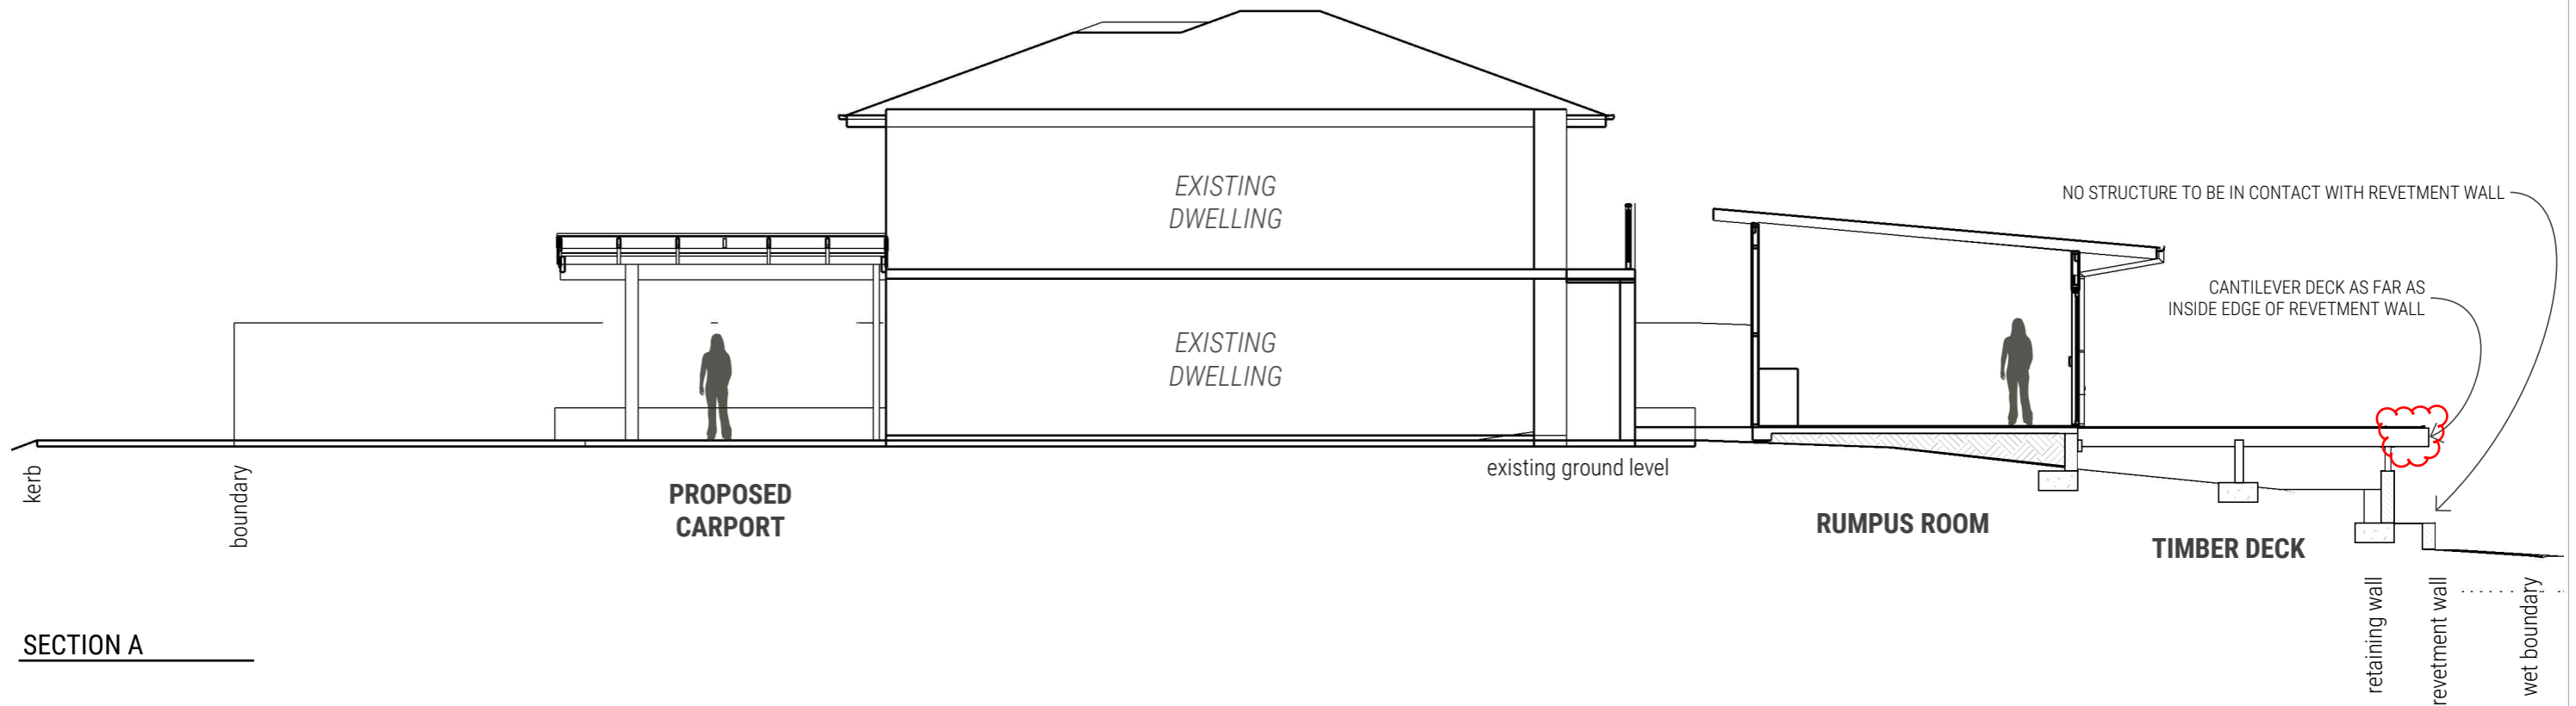 EXISTING
DWELLING
NO STRUCTURE TO BE IN CONTACT WITH REVETMENT WALL
CANTILEVER DECK AS FAR AS
INSIDE EDGE OF REVETMENT WALL
EXISTING
DWELLING
existing ground level
kerb
boundary
PROPOSED
CARPORT
RUMPUS ROOM
TIMBER DECK
retaining wall
revetment wall
wet boundary
SECTION A